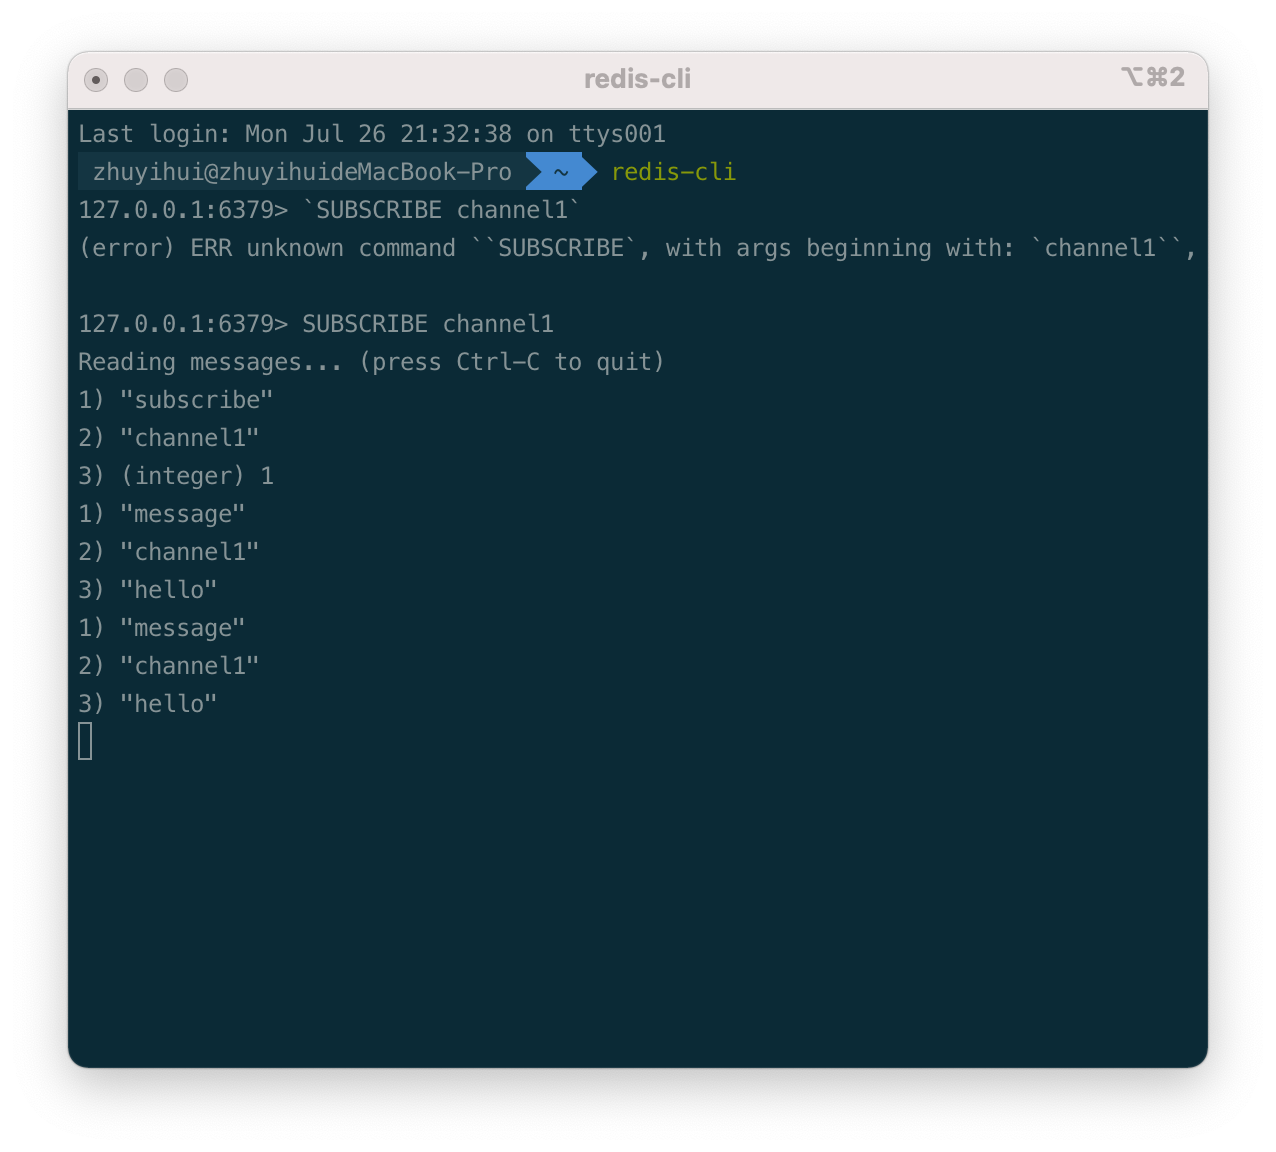 redis-cli ⌥⌘2
Last login: Mon Jul 26 21:32:38 on ttys001
zhuyihui@zhuyihuideMacBook-Pro ~ redis-cli
127.0.0.1:6379> `SUBSCRIBE channel1`
(error) ERR unknown command ``SUBSCRIBE`, with args beginning with: `channel1``,
127.0.0.1:6379> SUBSCRIBE channel1
Reading messages... (press Ctrl-C to quit)
1) "subscribe"
2) "channel1"
3) (integer) 1
1) "message"
2) "channel1"
3) "hello"
1) "message"
2) "channel1"
3) "hello"